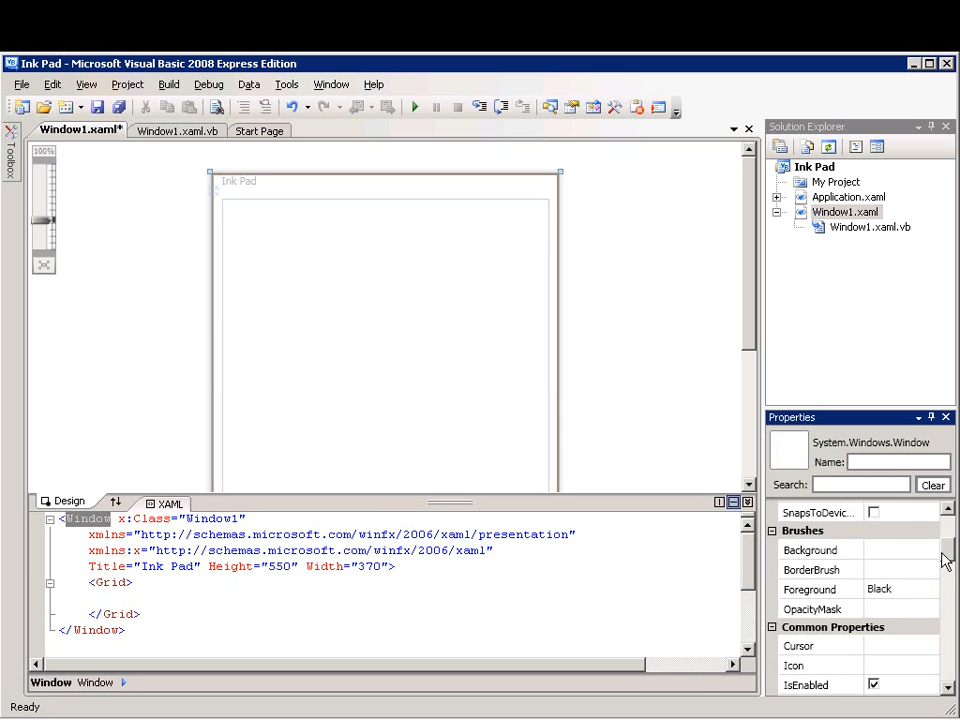 Ink Pad - Microsoft Visual Basic 2008 Express Edition
File Edit View Project Build Debug Data Tools Window Help
Window1.xaml* Window1.xaml.vb Start Page
Toolbox
100%
Ink Pad
Solution Explorer
Ink Pad
My Project
Application.xaml
Window1.xaml
Window1.xaml.vb
Properties
System.Windows.Window
Name:
Search: Clear
SnapsToDevic...
Brushes
Background
BorderBrush
Foreground Black
OpacityMask
Common Properties
Cursor
Icon
IsEnabled
Design XAML
<Window x:Class="Window1"
xmlns="http://schemas.microsoft.com/winfx/2006/xaml/presentation"
xmlns:x="http://schemas.microsoft.com/winfx/2006/xaml"
Title="Ink Pad" Height="550" Width="370">
<Grid>
</Grid>
</Window>
Window Window
Ready